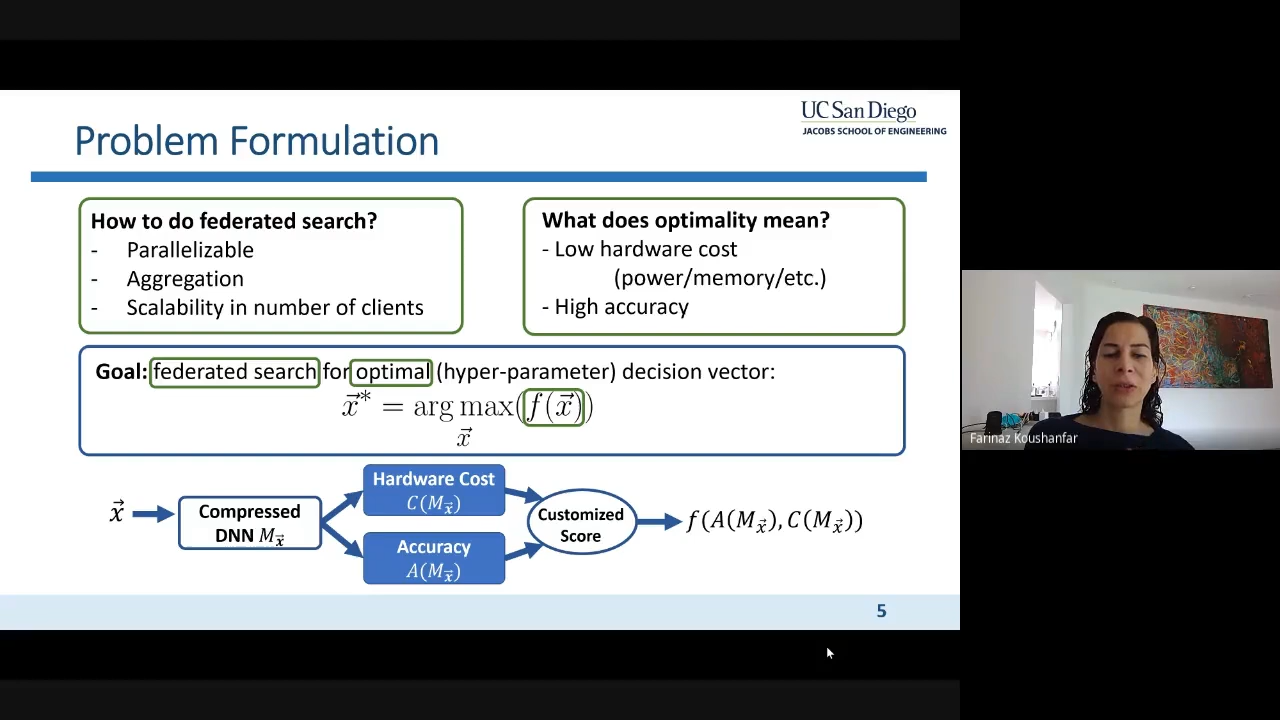 UC San Diego
JACOBS SCHOOL OF ENGINEERING
Problem Formulation
How to do federated search?
- Parallelizable
- Aggregation
- Scalability in number of clients
What does optimality mean?
- Low hardware cost
(power/memory/etc.)
- High accuracy
Goal: federated search for optimal (hyper-parameter) decision vector:
x⃗* = arg max(f(x⃗))
x⃗
x⃗
Compressed
DNN M_x⃗
Hardware Cost
C(M_x⃗)
Accuracy
A(M_x⃗)
Customized
Score
f(A(M_x⃗), C(M_x⃗))
5
Farinaz Koushanfar